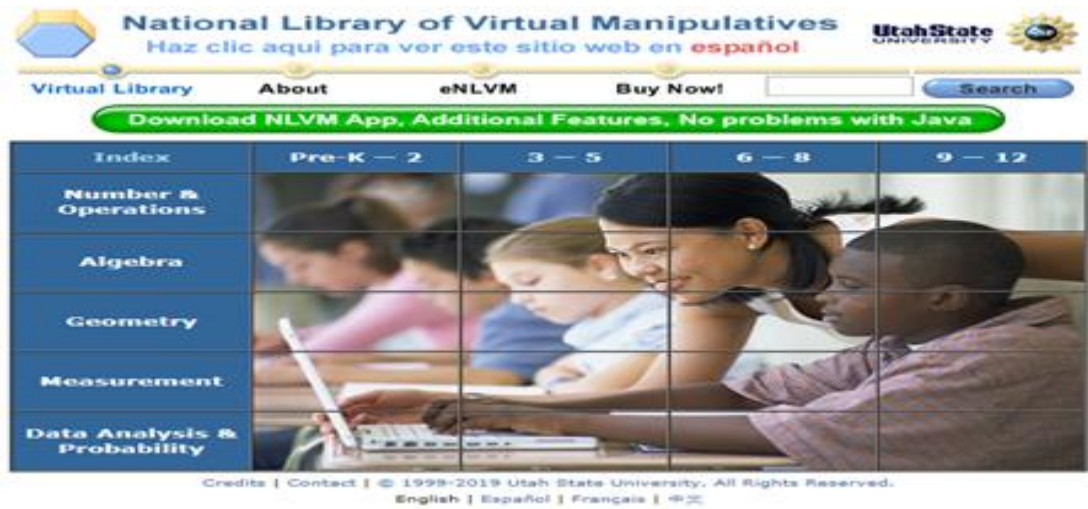 National Library of Virtual Manipulatives
Haz clic aqui para ver este sitio web en español
UtahState
UNIVERSITY
Virtual Library About eNLVM Buy Now! Search
Download NLVM App, Additional Features, No problems with Java
Index Pre-K — 2 3 — 5 6 — 8 9 — 12
Number &
Operations
Algebra
Geometry
Measurement
Data Analysis &
Probability
Credits | Contact | © 1999-2019 Utah State University. All Rights Reserved.
English | Español | Français | 中文